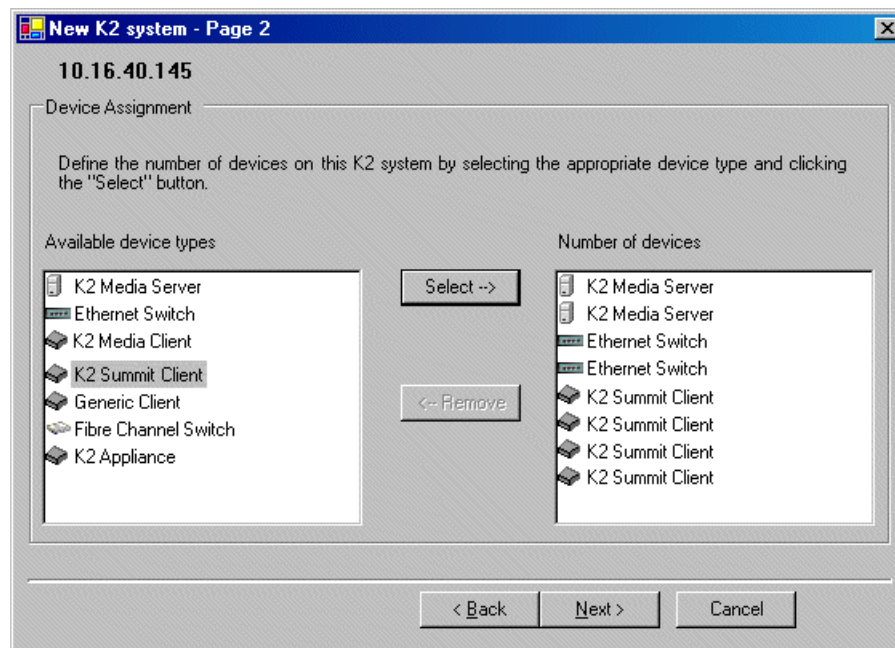 New K2 system - Page 2
10.16.40.145
Device Assignment
Define the number of devices on this K2 system by selecting the appropriate device type and clicking
the "Select" button.
Available device types
Number of devices
K2 Media Server
Ethernet Switch
K2 Media Client
K2 Summit Client
Generic Client
Fibre Channel Switch
K2 Appliance
Select -->
<-- Remove
K2 Media Server
K2 Media Server
Ethernet Switch
Ethernet Switch
K2 Summit Client
K2 Summit Client
K2 Summit Client
K2 Summit Client
< Back
Next >
Cancel